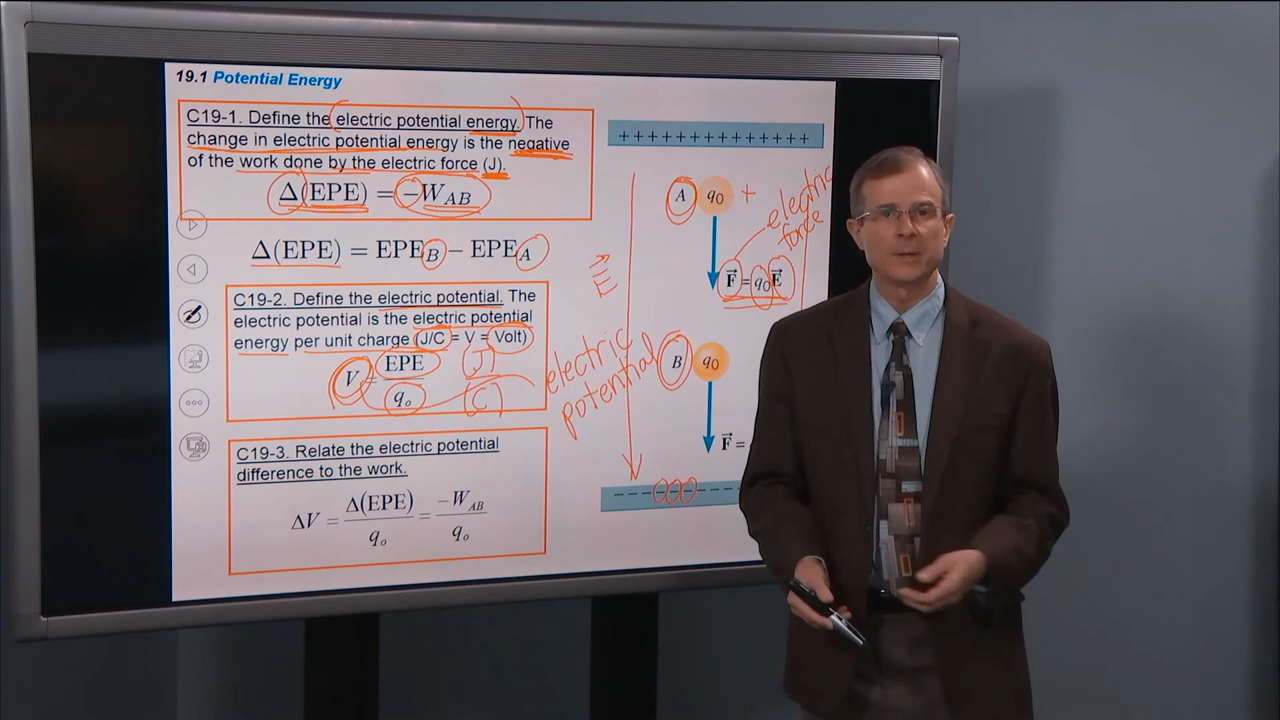 19.1 Potential Energy
C19-1. Define the electric potential energy. The
change in electric potential energy is the negative
of the work done by the electric force (J).
Δ(EPE) = −W_AB
Δ(EPE) = EPE_B − EPE_A
C19-2. Define the electric potential. The
electric potential is the electric potential
energy per unit charge (J/C = V = Volt)
V = EPE / q_o
(J)
(C)
C19-3. Relate the electric potential
difference to the work.
ΔV = Δ(EPE) / q_o = −W_AB / q_o
+ + + + + + + + + + + + +
A q_0 +
electric
force
F⃗ = q_0 E⃗
E⃗
electric
potential
B q_0
F⃗ =